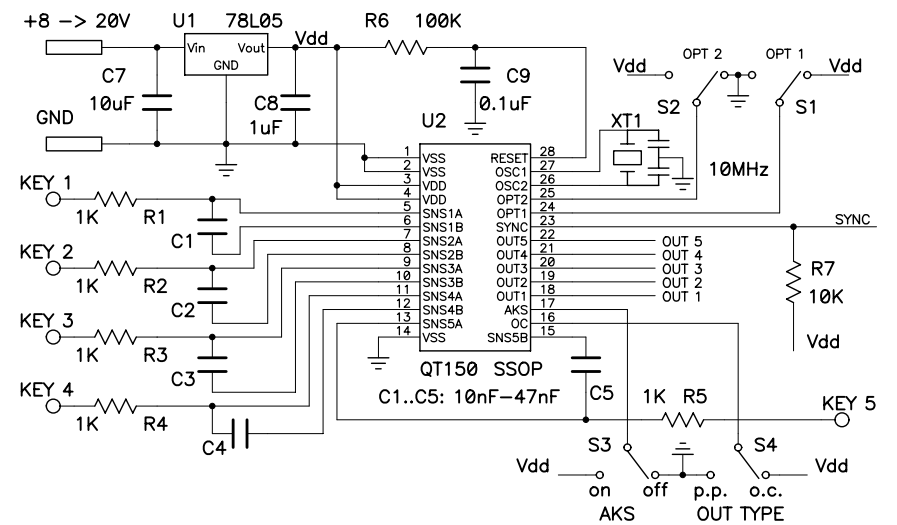 +8 -> 20V
U1 78L05
Vin Vout
GND
Vdd
R6 100K
C7
10uF
C8
1uF
C9
0.1uF
GND
U2
OPT 2 OPT 1
Vdd Vdd
S2 S1
XT1
10MHz
1 VSS RESET 28
2 VSS OSC1 27
3 VDD OSC2 26
4 VDD OPT2 25
5 SNS1A OPT1 24
6 SNS1B SYNC 23
7 SNS2A OUT5 22
8 SNS2B OUT4 21
9 SNS3A OUT3 20
10 SNS3B OUT2 19
11 SNS4A OUT1 18
12 SNS4B AKS 17
13 SNS5A OC 16
14 VSS SNS5B 15
KEY 1
1K R1
C1
KEY 2
1K R2
C2
KEY 3
1K R3
C3
KEY 4
1K R4
C4
SYNC
OUT 5
OUT 4
OUT 3
OUT 2
OUT 1
R7
10K
Vdd
QT150 SSOP
C1..C5: 10nF-47nF
C5
1K R5
KEY 5
S3 S4
Vdd Vdd
on off p.p. o.c.
AKS OUT TYPE